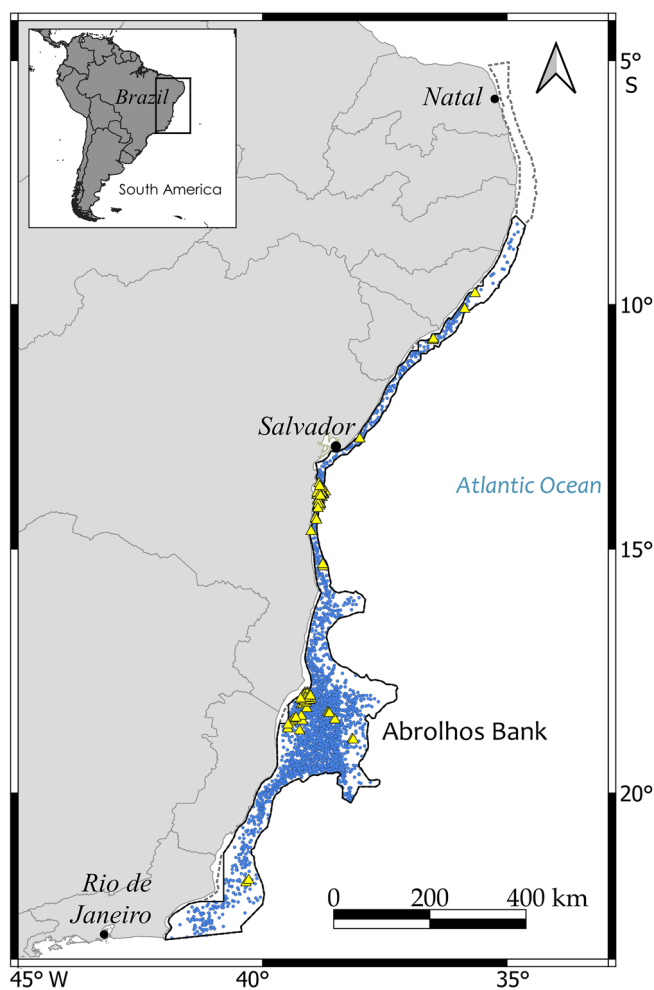 5°
S
Natal
Brazil
South America
10°
Salvador
Atlantic Ocean
15°
Abrolhos Bank
20°
Rio de
Janeiro
0 200 400 km
45° W 40° 35°